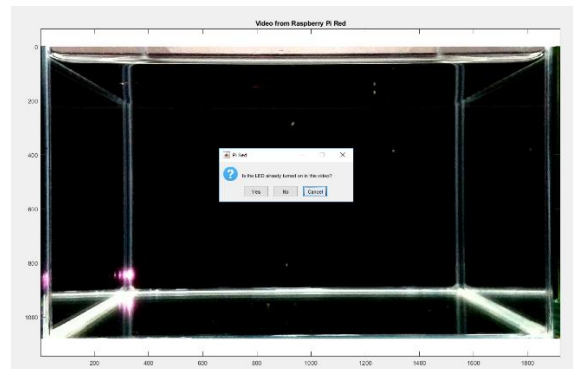 Video from Raspberry Pi Red
0
200
400
600
800
1000
Pi Red
Is the LED already turned on in this video?
Yes No Cancel
200 400 600 800 1000 1200 1400 1600 1800